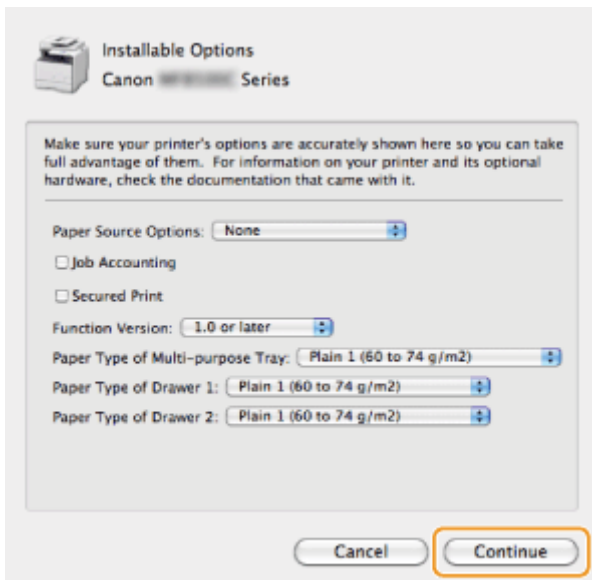 Installable Options
Canon Series
Make sure your printer's options are accurately shown here so you can take
full advantage of them. For information on your printer and its optional
hardware, check the documentation that came with it.
Paper Source Options: None
Job Accounting
Secured Print
Function Version: 1.0 or later
Paper Type of Multi-purpose Tray: Plain 1 (60 to 74 g/m2)
Paper Type of Drawer 1: Plain 1 (60 to 74 g/m2)
Paper Type of Drawer 2: Plain 1 (60 to 74 g/m2)
Cancel Continue